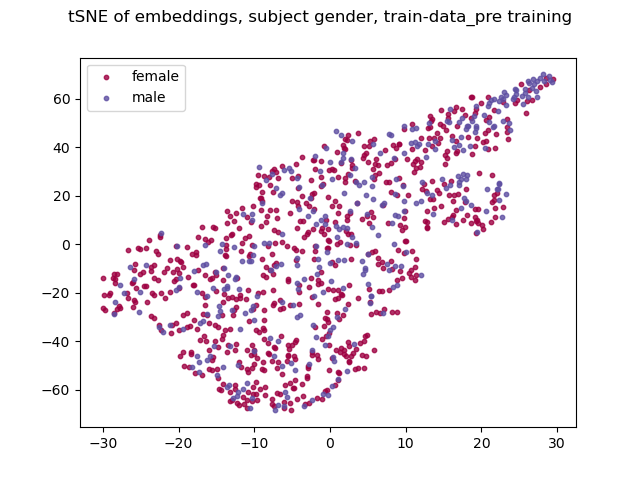 tSNE of embeddings, subject gender, train-data_pre training
female
male
60
40
20
0
−20
−40
−60
−30 −20 −10 0 10 20 30